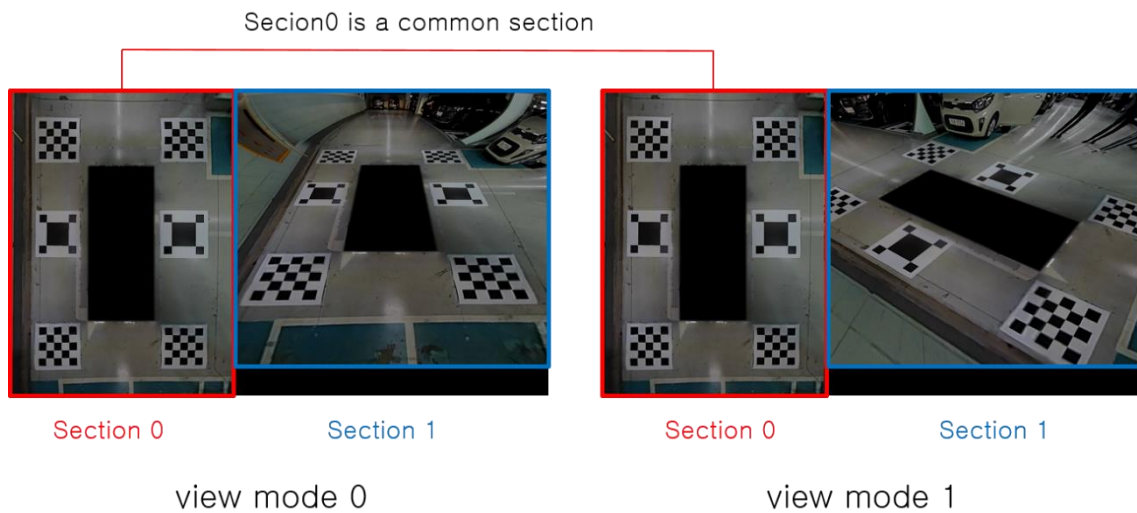 Secion0 is a common section
Section 0
Section 1
Section 0
Section 1
view mode 0
view mode 1